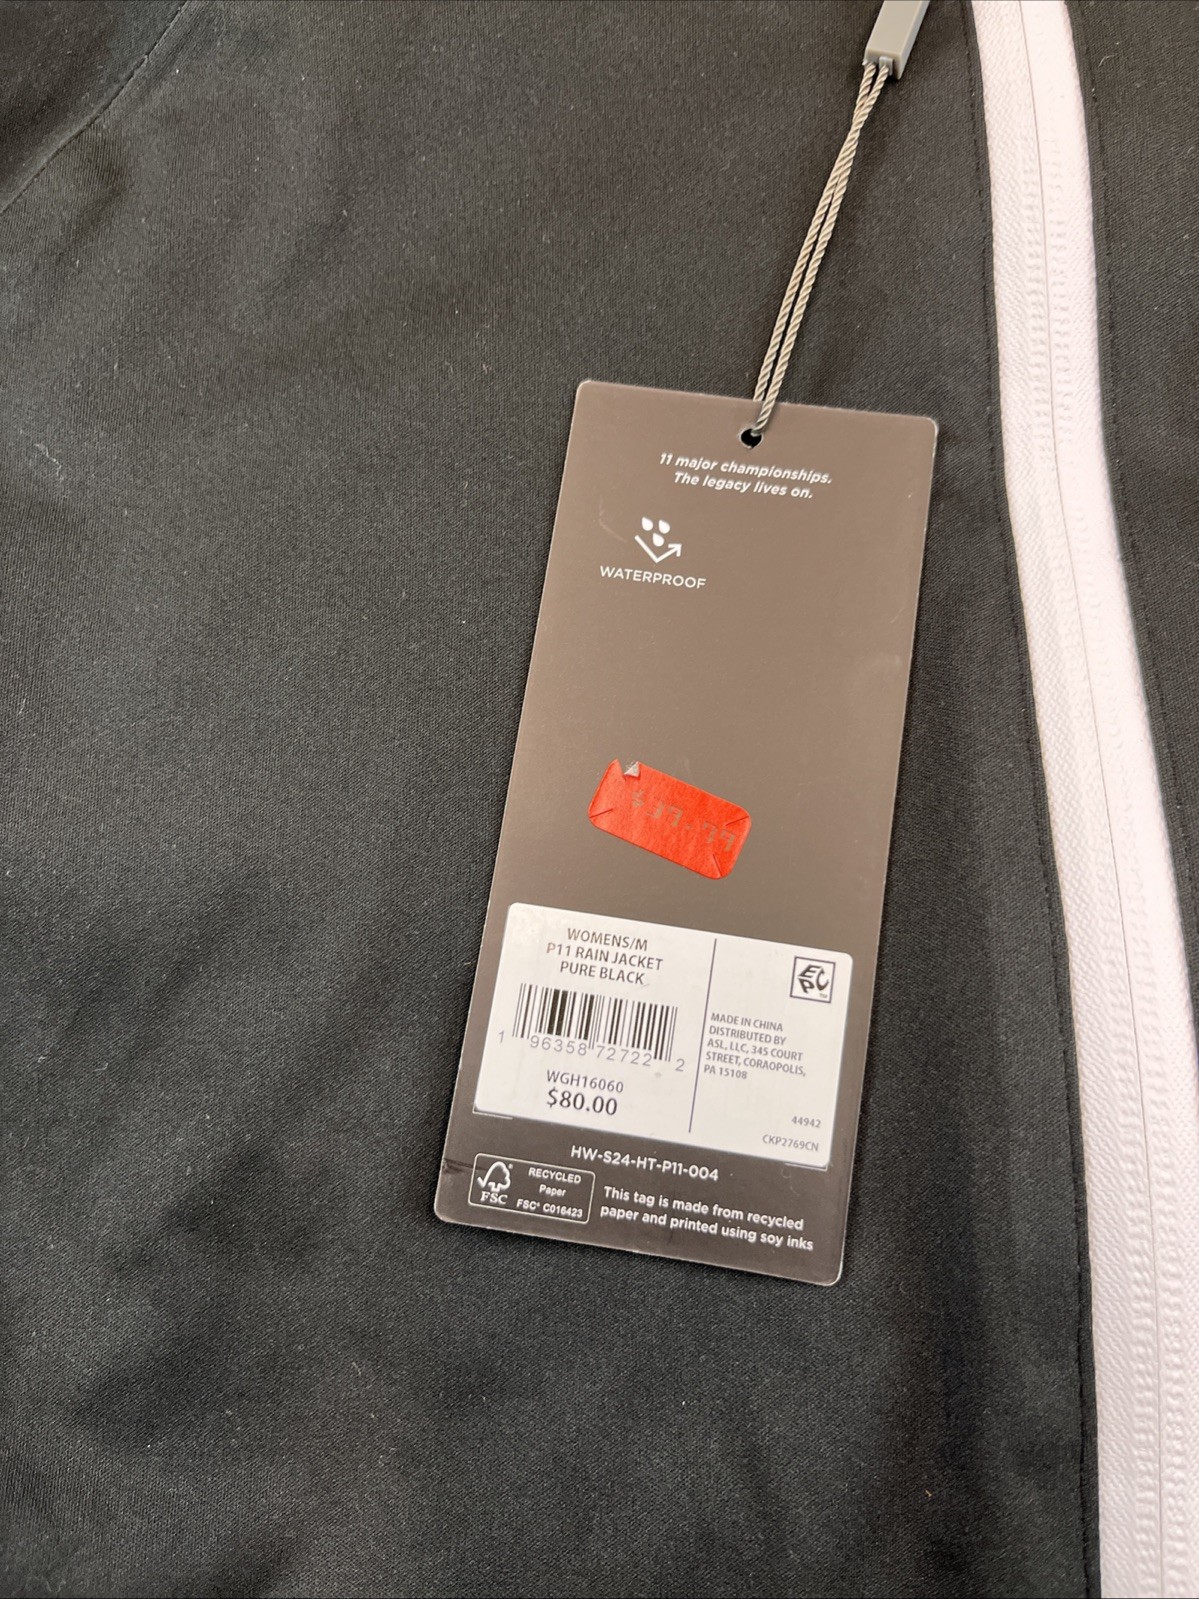 11 major championships.
The legacy lives on.
WATERPROOF
WOMENS/M
P11 RAIN JACKET
PURE BLACK
1 96358 72722 2
WGH16060
$80.00
EPC
TM
MADE IN CHINA
DISTRIBUTED BY
ASL, LLC, 345 COURT
STREET, CORAOPOLIS,
PA 15108
44942
CKP2769CN
HW-S24-HT-P11-004
FSC®
RECYCLED
Paper
FSC® C016423
This tag is made from recycled
paper and printed using soy inks